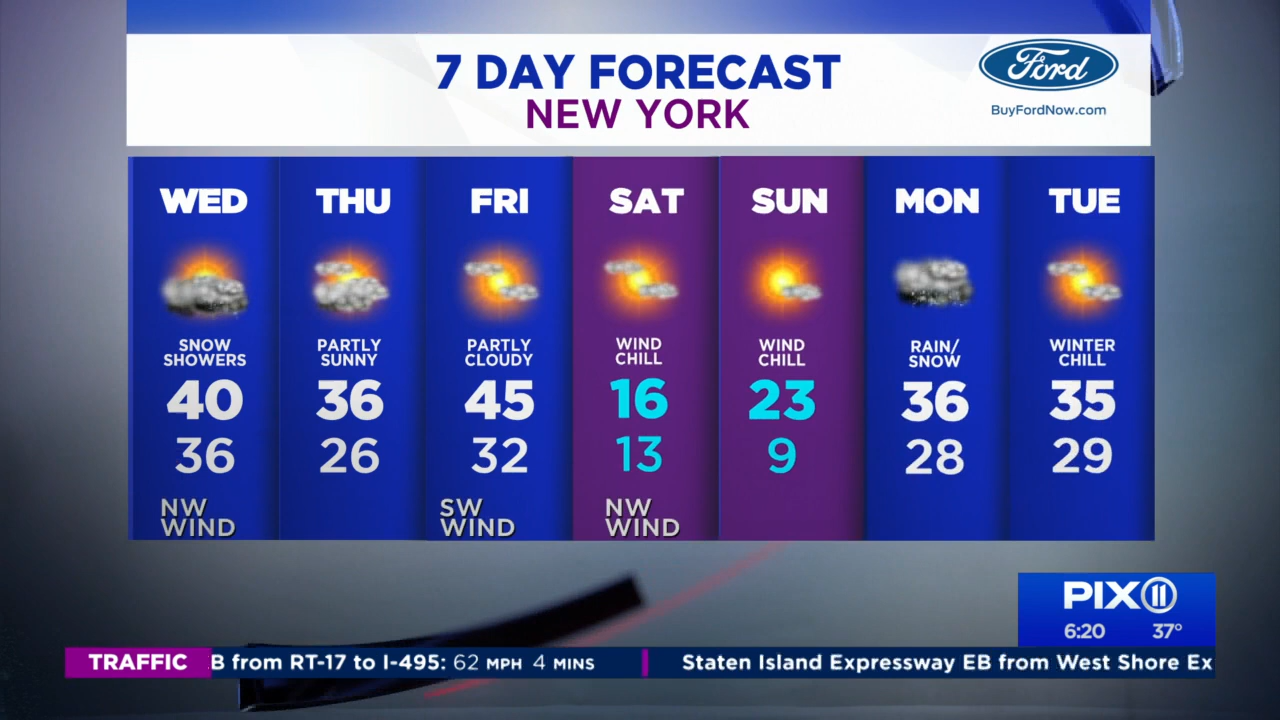 7 DAY FORECAST
NEW YORK
Ford
BuyFordNow.com
WED
THU
FRI
SAT
SUN
MON
TUE
SNOW
SHOWERS
PARTLY
SUNNY
PARTLY
CLOUDY
WIND
CHILL
WIND
CHILL
RAIN/
SNOW
WINTER
CHILL
40
36
45
16
23
36
35
36
26
32
13
9
28
29
NW
WIND
SW
WIND
NW
WIND
PIX 11
6:20 37°
TRAFFIC B from RT-17 to I-495: 62 MPH 4 MINS Staten Island Expressway EB from West Shore Ex